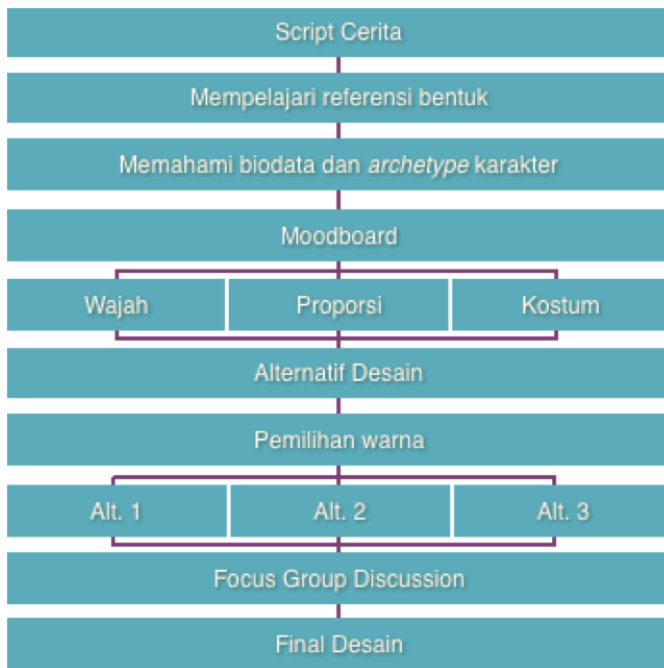 Script Cerita
Mempelajari referensi bentuk
Memahami biodata dan archetype karakter
Moodboard
Wajah
Proporsi
Kostum
Alternatif Desain
Pemilihan warna
Alt. 1
Alt. 2
Alt. 3
Focus Group Discussion
Final Desain